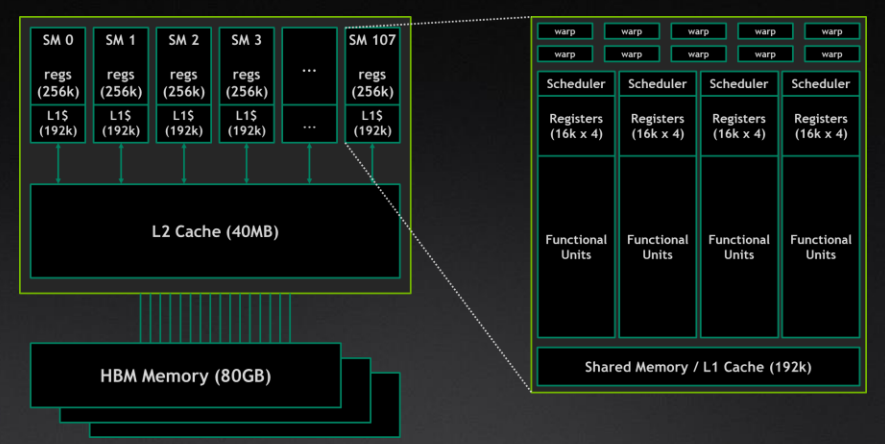 SM 0
regs
(256k)
L1$
(192k)
SM 1
regs
(256k)
L1$
(192k)
SM 2
regs
(256k)
L1$
(192k)
SM 3
regs
(256k)
L1$
(192k)
...
...
SM 107
regs
(256k)
L1$
(192k)
L2 Cache (40MB)
HBM Memory (80GB)
warp warp warp warp warp
warp warp warp warp warp
Scheduler Scheduler Scheduler Scheduler
Registers Registers Registers Registers
(16k x 4) (16k x 4) (16k x 4) (16k x 4)
Functional Functional Functional Functional
Units Units Units Units
Shared Memory / L1 Cache (192k)